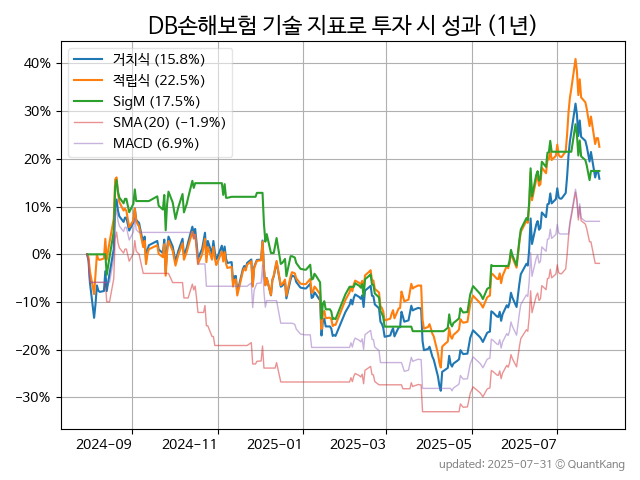 DB손해보험 기술 지표로 투자 시 성과 (1년)
거치식 (15.8%)
적립식 (22.5%)
SigM (17.5%)
SMA(20) (−1.9%)
MACD (6.9%)
40%
30%
20%
10%
0%
−10%
−20%
−30%
2024-09 2024-11 2025-01 2025-03 2025-05 2025-07
updated: 2025-07-31 © QuantKang